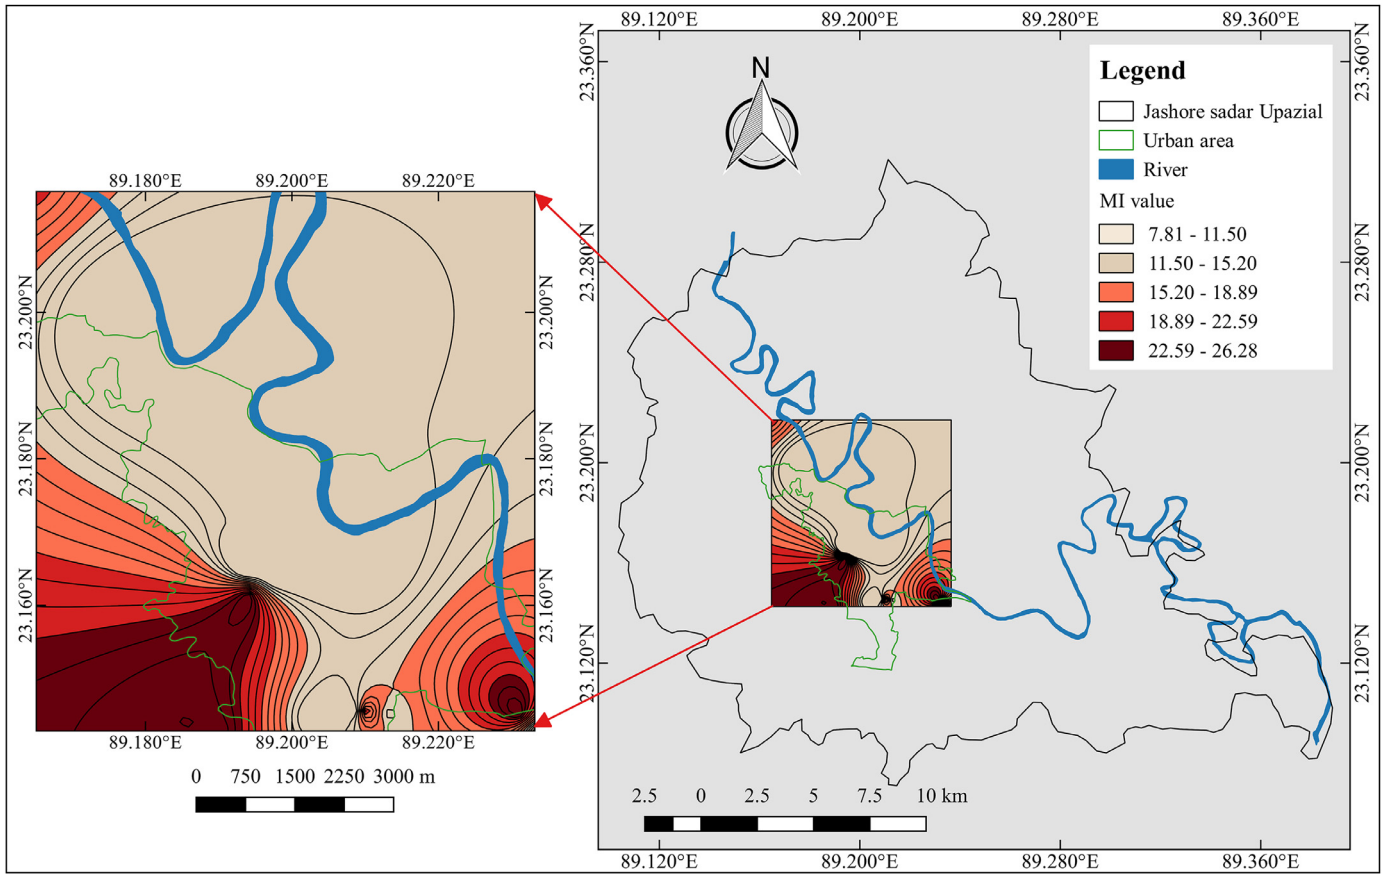 89.120°E 89.200°E 89.280°E 89.360°E
23.360°N
23.360°N
N
Legend
Jashore sadar Upazial
Urban area
River
MI value
7.81 - 11.50
11.50 - 15.20
15.20 - 18.89
18.89 - 22.59
22.59 - 26.28
89.180°E 89.200°E 89.220°E
23.280°N
23.280°N
23.200°N
23.200°N
23.200°N
23.200°N
23.180°N
23.180°N
23.160°N
23.160°N
23.120°N
23.120°N
89.180°E 89.200°E 89.220°E
0 750 1500 2250 3000 m
2.5 0 2.5 5 7.5 10 km
89.120°E 89.200°E 89.280°E 89.360°E